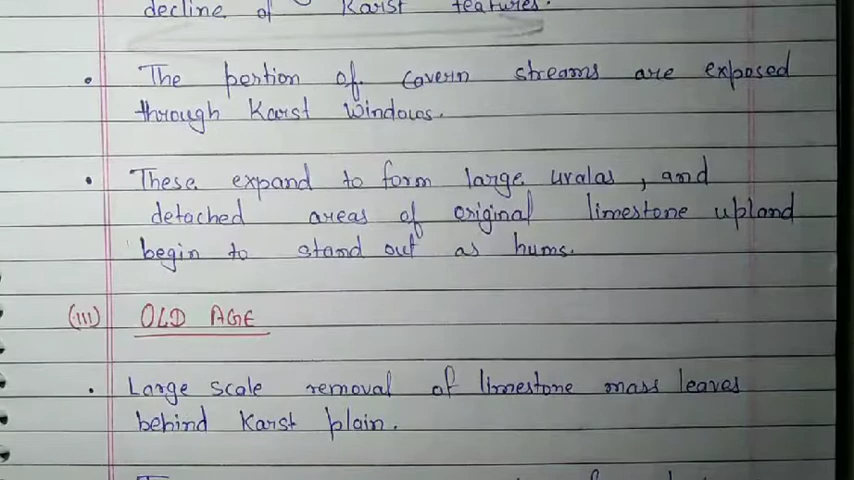 decline of Karst features.
• The portion of cavern streams are exposed
through Karst windows.
• These expand to form large uvalas, and
detached areas of original limestone upland
begin to stand out as hums.
(III) OLD AGE
• Large scale removal of limestone mass leaves
behind Karst plain.